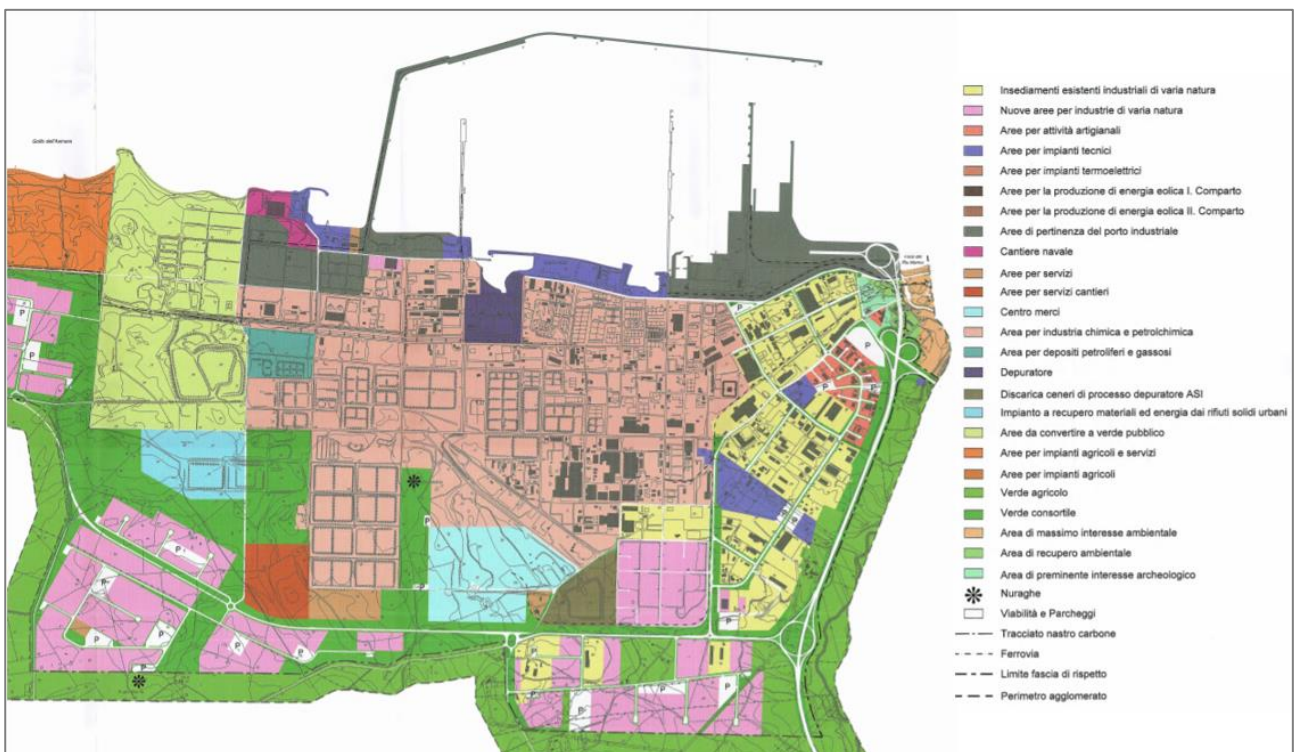 Golfo dell'Asinara
Insediamenti esistenti industriali di varia natura
Nuove aree per industrie di varia natura
Aree per attività artigianali
Aree per impianti tecnici
Aree per impianti termoelettrici
Aree per la produzione di energia eolica I. Comparto
Aree per la produzione di energia eolica II. Comparto
Aree di pertinenza del porto industriale
Cantiere navale
Aree per servizi
Aree per servizi cantieri
Centro merci
Area per industria chimica e petrolchimica
Area per depositi petroliferi e gassosi
Depuratore
Discarica ceneri di processo depuratore ASI
Impianto a recupero materiali ed energia dai rifiuti solidi urbani
Aree da convertire a verde pubblico
Aree per impianti agricoli e servizi
Aree per impianti agricoli
Verde agricolo
Verde consortile
Area di massimo interesse ambientale
Area di recupero ambientale
Area di preminente interesse archeologico
Nuraghe
Viabilità e Parcheggi
Tracciato nastro carbone
Ferrovia
Limite fascia di rispetto
Perimetro agglomerato
P
P
P
P
P
P
P
P
P
P
P
P
P
P